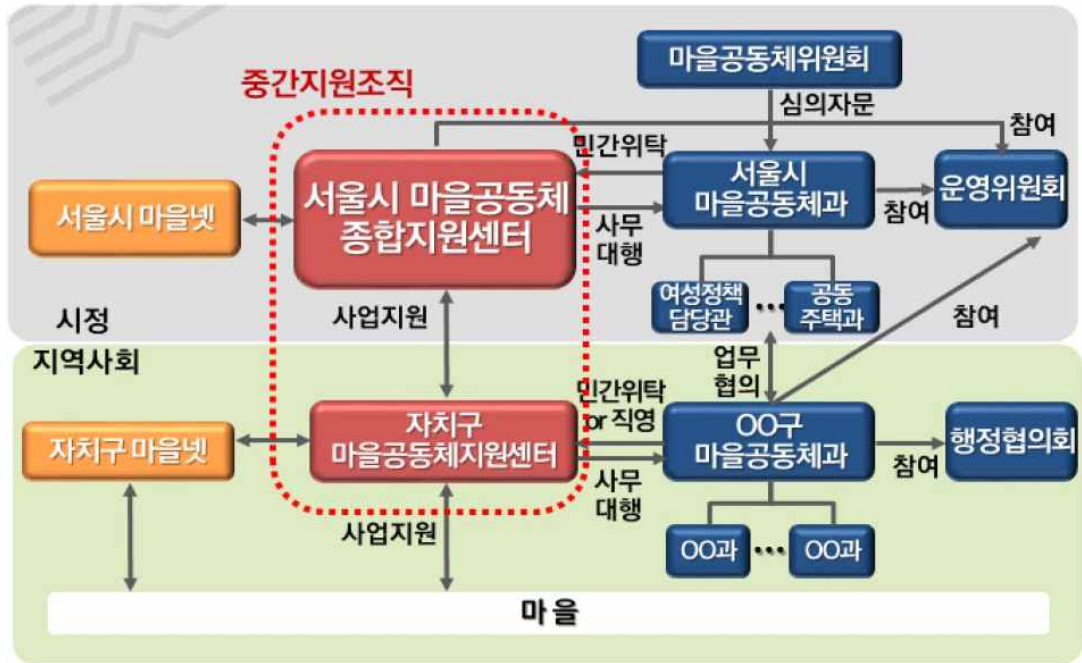 마을공동체위원회
중간지원조직
심의자문
참여
민간위탁
서울시 마을넷
서울시 마을공동체
종합지원센터
서울시
마을공동체과
운영위원회
참여
사무
대행
여성정책
담당관
...
공동
주택과
사업지원
참여
시정
지역사회
업무
협의
민간위탁
or 직영
자치구 마을넷
자치구
마을공동체지원센터
OO구
마을공동체과
행정협의회
참여
사무
대행
사업지원
OO과
...
OO과
마을